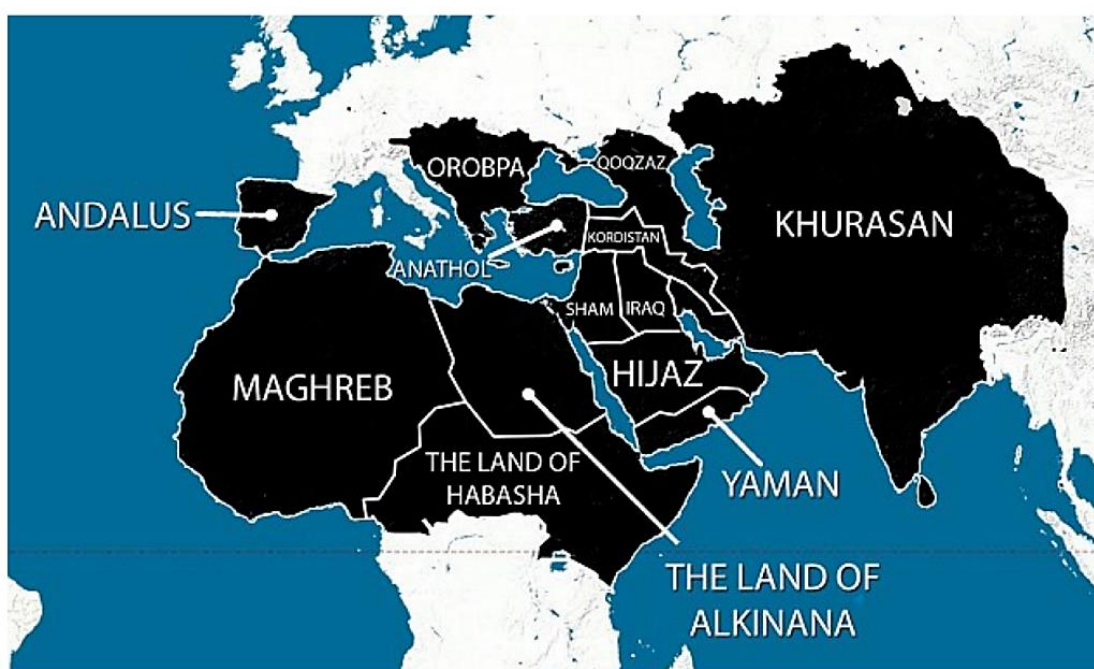 OROBPA
QOQZAZ
ANDALUS
KHURASAN
KORDISTAN
ANATHOL
SHAM
IRAQ
MAGHREB
HIJAZ
THE LAND OF
HABASHA
YAMAN
THE LAND OF
ALKINANA